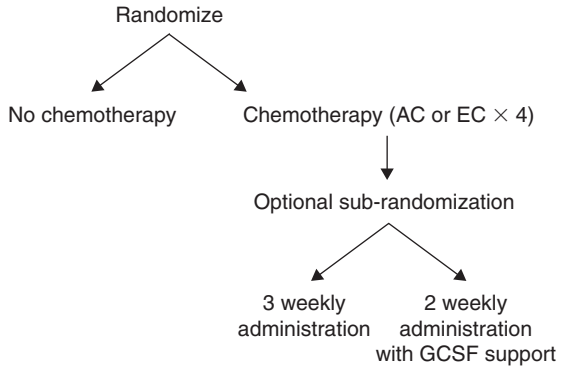 Randomize
No chemotherapy
Chemotherapy (AC or EC × 4)
Optional sub-randomization
3 weekly
administration
2 weekly
administration
with GCSF support